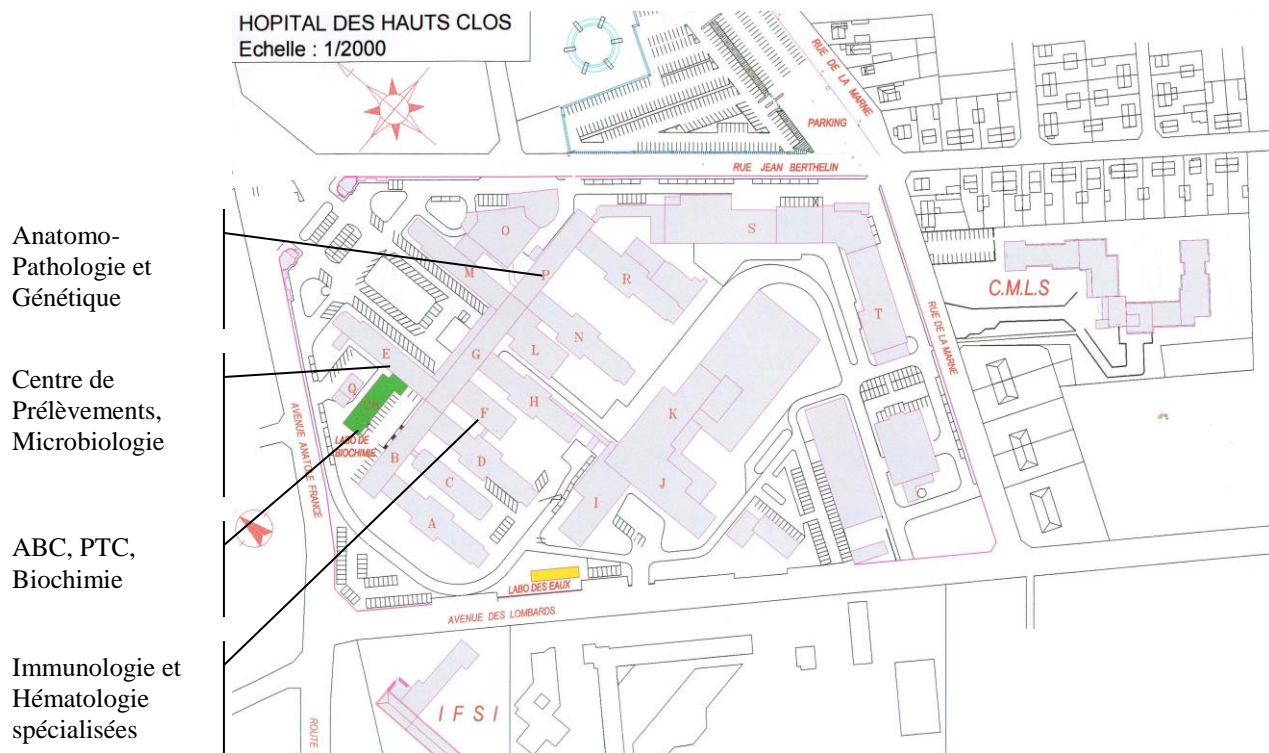 HOPITAL DES HAUTS CLOS
Echelle : 1/2000
RUE DE LA MARNE
PARKING
RUE JEAN BERTHELIN
Anatomo-
Pathologie et
Génétique
Centre de
Prélèvements,
Microbiologie
ABC, PTC,
Biochimie
Immunologie et
Hématologie
spécialisées
O
S
M
P
R
C.M.L.S
T
RUE DE LA MARNE
E
G
L
N
Q
F
H
K
LABO DE
BIOCHIMIE
B
C
D
A
I
J
AVENUE ANATOLE FRANCE
LABO DES EAUX
AVENUE DES LOMBARDS
I F S I
ROUTE